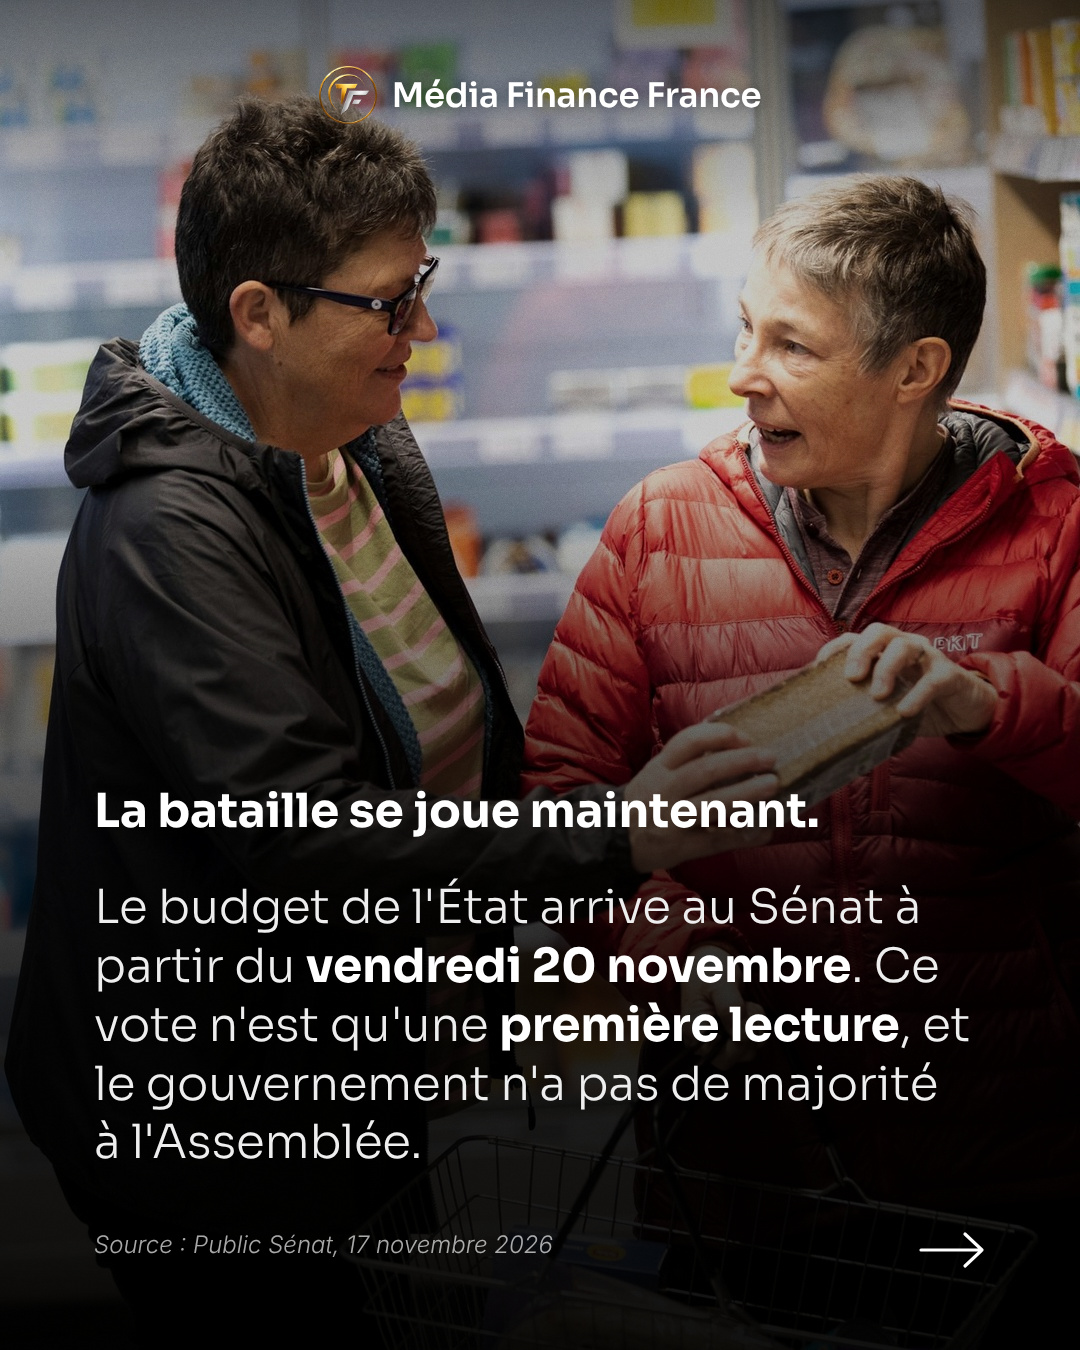 Média Finance France
La bataille se joue maintenant.
Le budget de l'État arrive au Sénat à
partir du vendredi 20 novembre. Ce
vote n'est qu'une première lecture, et
le gouvernement n'a pas de majorité
à l'Assemblée.
Source : Public Sénat, 17 novembre 2026